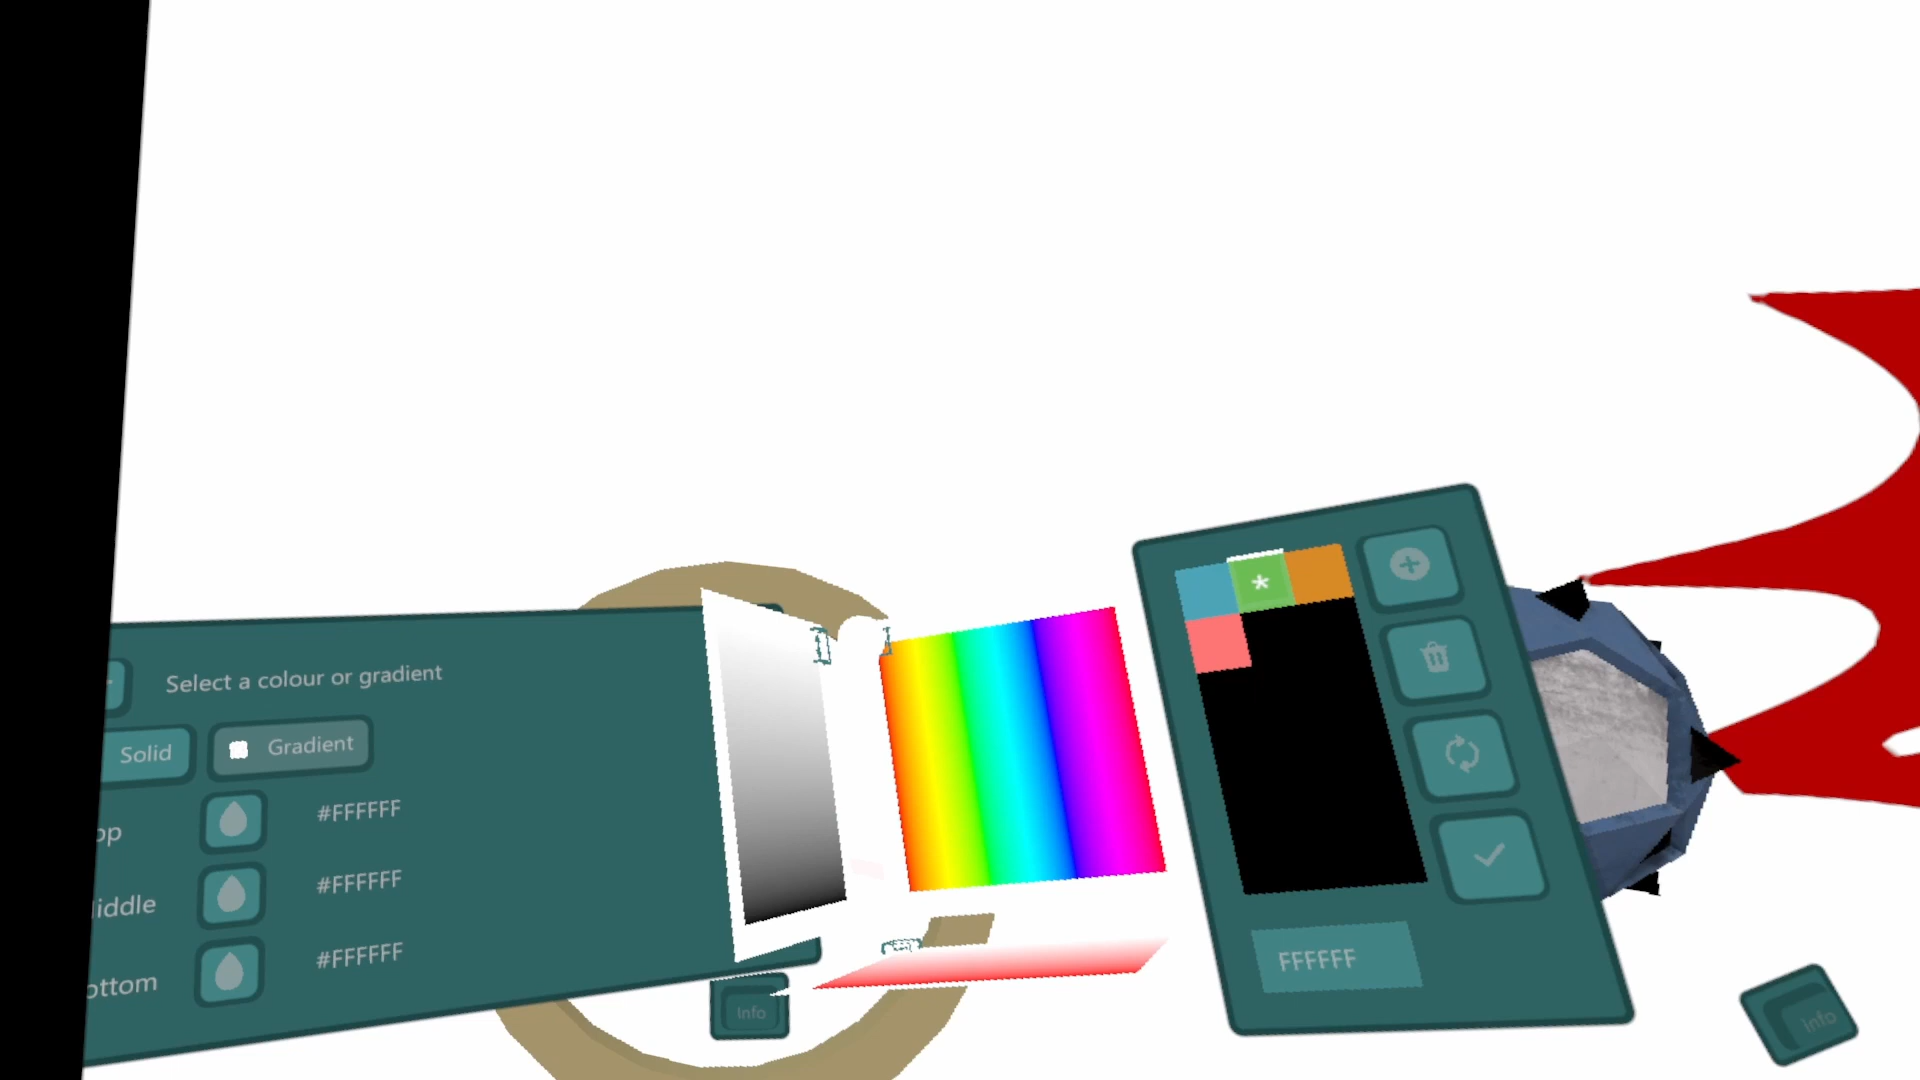 Select a colour or gradient
Solid
Gradient
op
#FFFFFF
iddle
#FFFFFF
ottom
#FFFFFF
*
FFFFFF
Info
Info